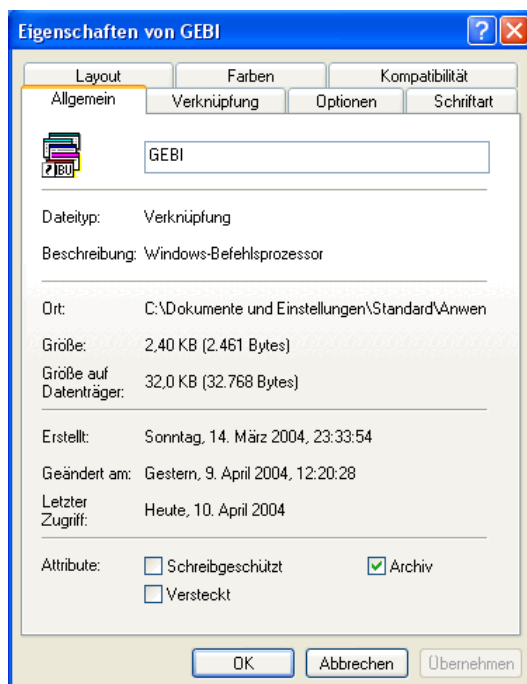 Eigenschaften von GEBI
Layout Farben Kompatibilität
Allgemein Verknüpfung Optionen Schriftart
BU
GEBI
Dateityp: Verknüpfung
Beschreibung: Windows-Befehlsprozessor
Ort: C:\Dokumente und Einstellungen\Standard\Anwen
Größe: 2,40 KB (2.461 Bytes)
Größe auf
Datenträger: 32,0 KB (32.768 Bytes)
Erstellt: Sonntag, 14. März 2004, 23:33:54
Geändert am: Gestern, 9. April 2004, 12:20:28
Letzter
Zugriff: Heute, 10. April 2004
Attribute: Schreibgeschützt Archiv
Versteckt
OK Abbrechen Übernehmen